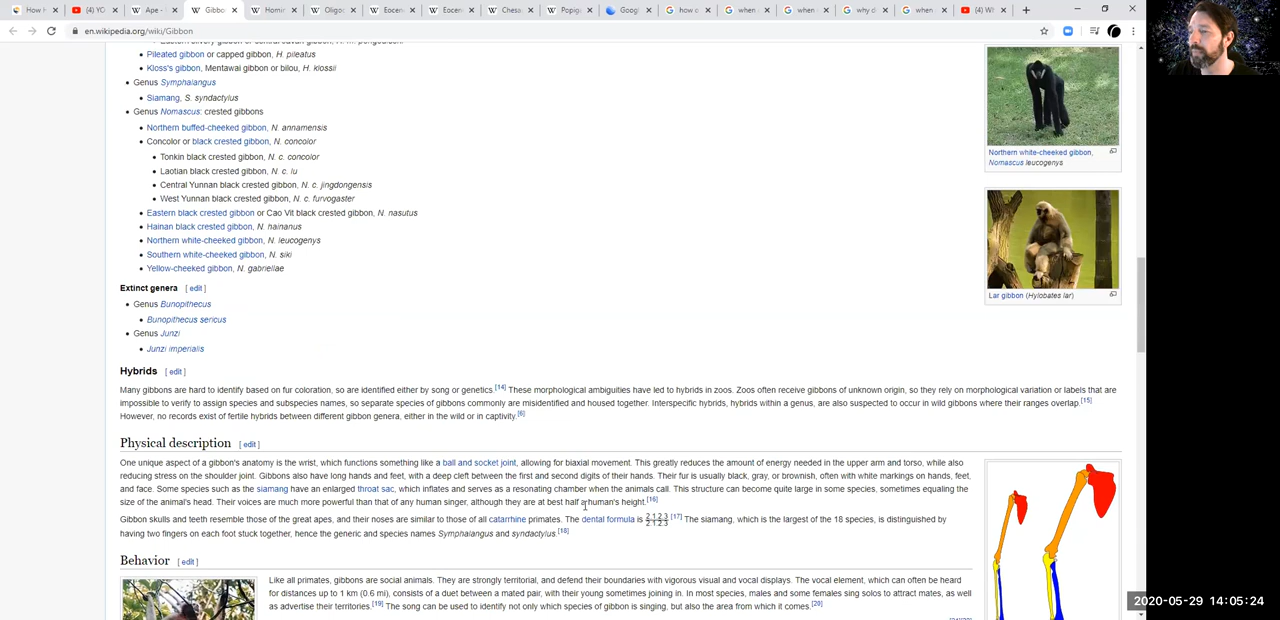 How H
(4) YO
Ape -
Gibbo
Homin
Oligoc
Eocen
Eocen
Chesa
Popig
Googl
how o
when
when
why d
when
(4) WI
en.wikipedia.org/wiki/Gibbon
Pileated gibbon or capped gibbon, H. pileatus
Kloss's gibbon, Mentawai gibbon or bilou, H. klossii
Genus Symphalangus
Siamang, S. syndactylus
Genus Nomascus: crested gibbons
Northern buffed-cheeked gibbon, N. annamensis
Concolor or black crested gibbon, N. concolor
Tonkin black crested gibbon, N. c. concolor
Laotian black crested gibbon, N. c. lu
Central Yunnan black crested gibbon, N. c. jingdongensis
West Yunnan black crested gibbon, N. c. furvogaster
Eastern black crested gibbon or Cao Vit black crested gibbon, N. nasutus
Hainan black crested gibbon, N. hainanus
Northern white-cheeked gibbon, N. leucogenys
Southern white-cheeked gibbon, N. siki
Yellow-cheeked gibbon, N. gabriellae
Extinct genera [ edit ]
Genus Bunopithecus
Bunopithecus sericus
Genus Junzi
Junzi imperialis
Northern white-cheeked gibbon,
Nomascus leucogenys
Lar gibbon (Hylobates lar)
Hybrids [ edit ]
Many gibbons are hard to identify based on fur coloration, so are identified either by song or genetics.[14] These morphological ambiguities have led to hybrids in zoos. Zoos often receive gibbons of unknown origin, so they rely on morphological variation or labels that are
impossible to verify to assign species and subspecies names, so separate species of gibbons commonly are misidentified and housed together. Interspecific hybrids, hybrids within a genus, are also suspected to occur in wild gibbons where their ranges overlap.[15]
However, no records exist of fertile hybrids between different gibbon genera, either in the wild or in captivity.[6]
Physical description [ edit ]
One unique aspect of a gibbon's anatomy is the wrist, which functions something like a ball and socket joint, allowing for biaxial movement. This greatly reduces the amount of energy needed in the upper arm and torso, while also
reducing stress on the shoulder joint. Gibbons also have long hands and feet, with a deep cleft between the first and second digits of their hands. Their fur is usually black, gray, or brownish, often with white markings on hands, feet,
and face. Some species such as the siamang have an enlarged throat sac, which inflates and serves as a resonating chamber when the animals call. This structure can become quite large in some species, sometimes equaling the
size of the animal's head. Their voices are much more powerful than that of any human singer, although they are at best half a human's height.[16]
Gibbon skulls and teeth resemble those of the great apes, and their noses are similar to those of all catarrhine primates. The dental formula is 2.1.2.3 / 2.1.2.3 [17] The siamang, which is the largest of the 18 species, is distinguished by
having two fingers on each foot stuck together, hence the generic and species names Symphalangus and syndactylus.[18]
Behavior [ edit ]
Like all primates, gibbons are social animals. They are strongly territorial, and defend their boundaries with vigorous visual and vocal displays. The vocal element, which can often be heard
for distances up to 1 km (0.6 mi), consists of a duet between a mated pair, with their young sometimes joining in. In most species, males and some females sing solos to attract mates, as well
as advertise their territories.[19] The song can be used to identify not only which species of gibbon is singing, but also the area from which it comes.[20]
2020-05-29 14:05:24